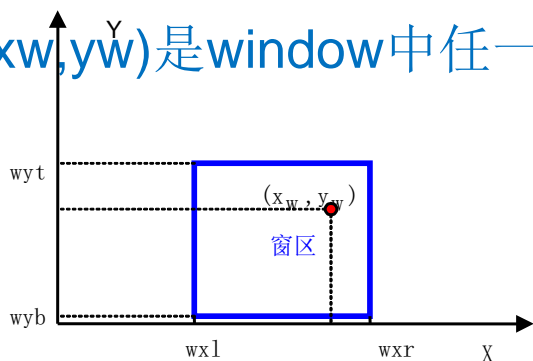 Y
xw,yw)是window中任一
wyt
(xw,yw)
窗区
wyb
wxl
wxr
X